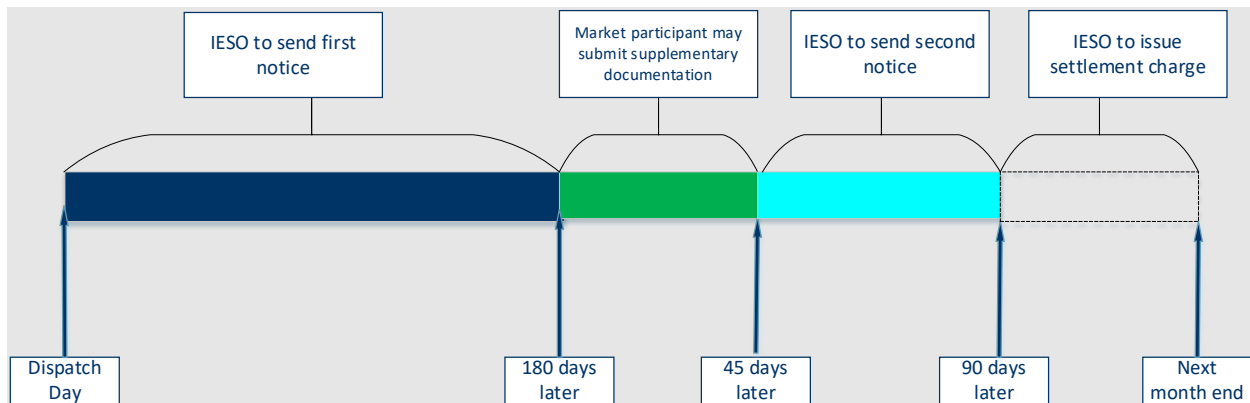 IESO to send first
notice
Market participant may
submit supplementary
documentation
IESO to send second
notice
IESO to issue
settlement charge
Dispatch
Day
180 days
later
45 days
later
90 days
later
Next
month end